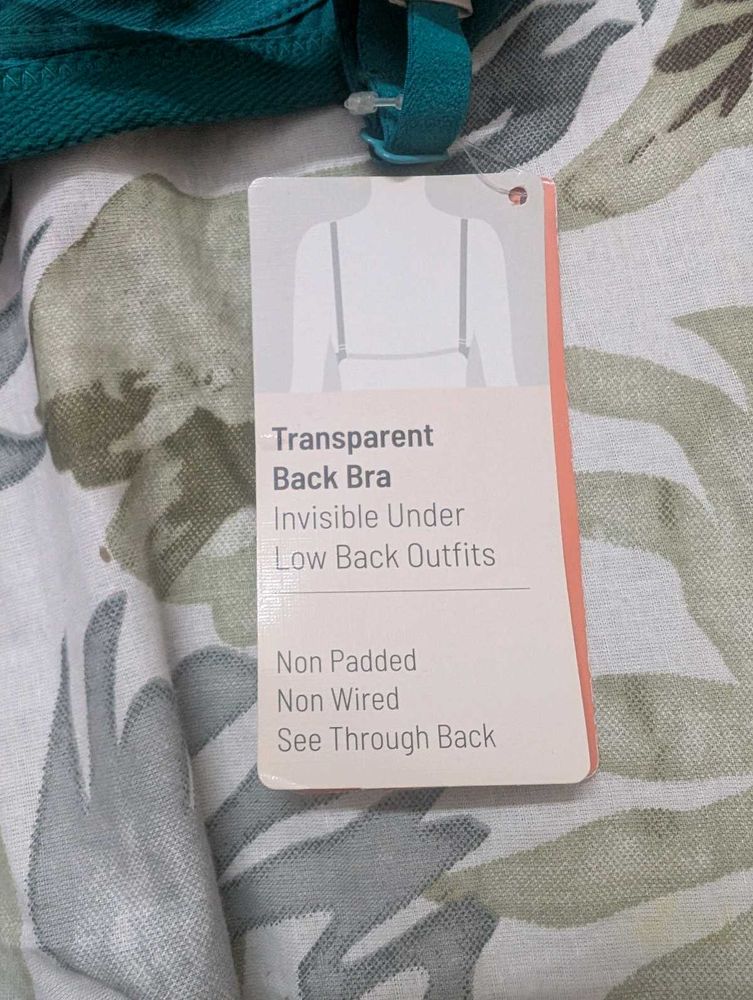 Transparent
Back Bra
Invisible Under
Low Back Outfits
Non Padded
Non Wired
See Through Back